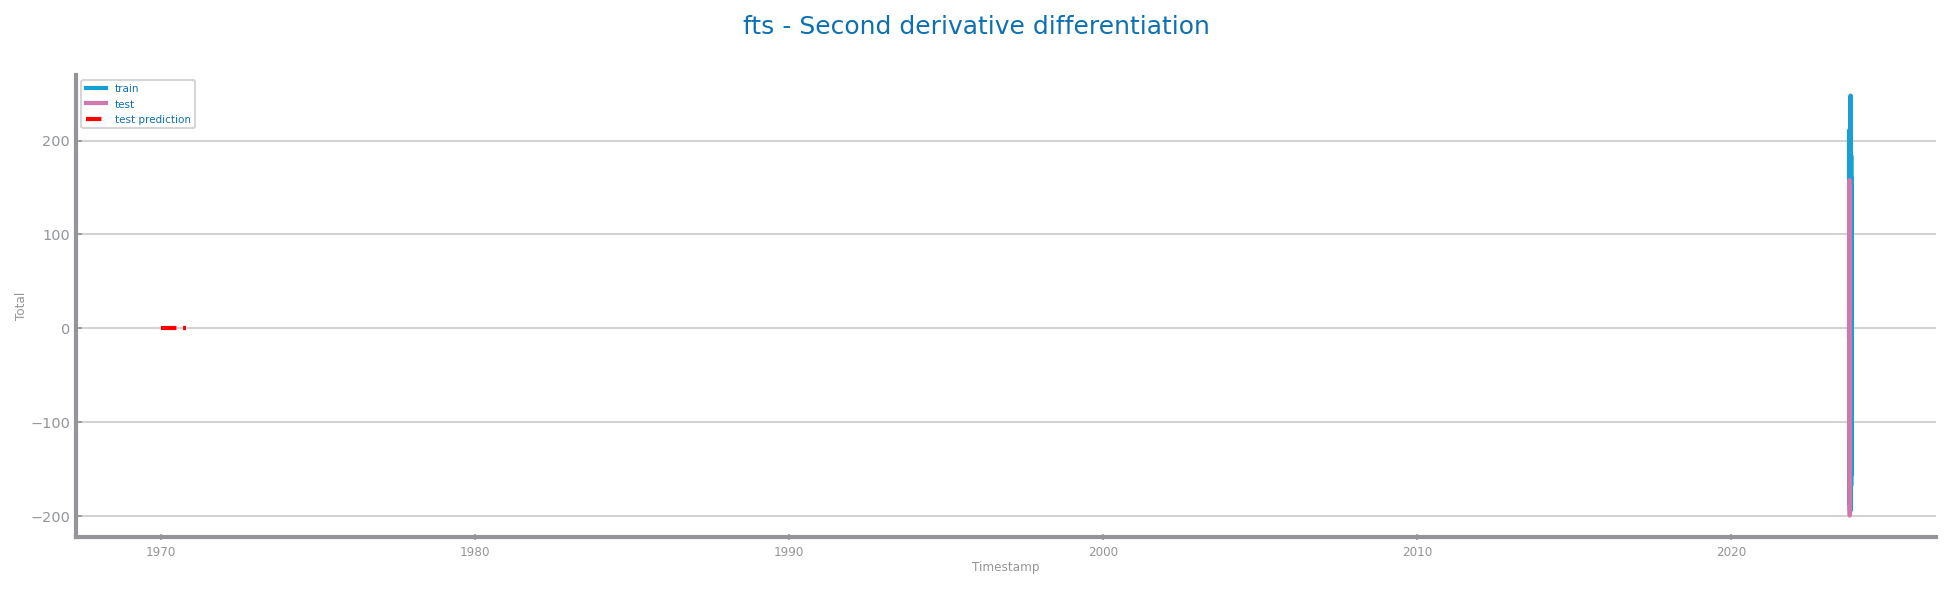 fts - Second derivative differentiation
train
test
test prediction
200
100
0
−100
−200
Total
1970
1980
1990
2000
2010
2020
Timestamp